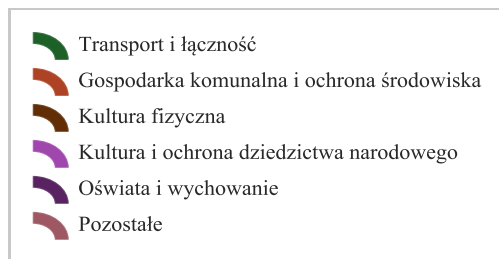 Transport i łączność
Gospodarka komunalna i ochrona środowiska
Kultura fizyczna
Kultura i ochrona dziedzictwa narodowego
Oświata i wychowanie
Pozostałe